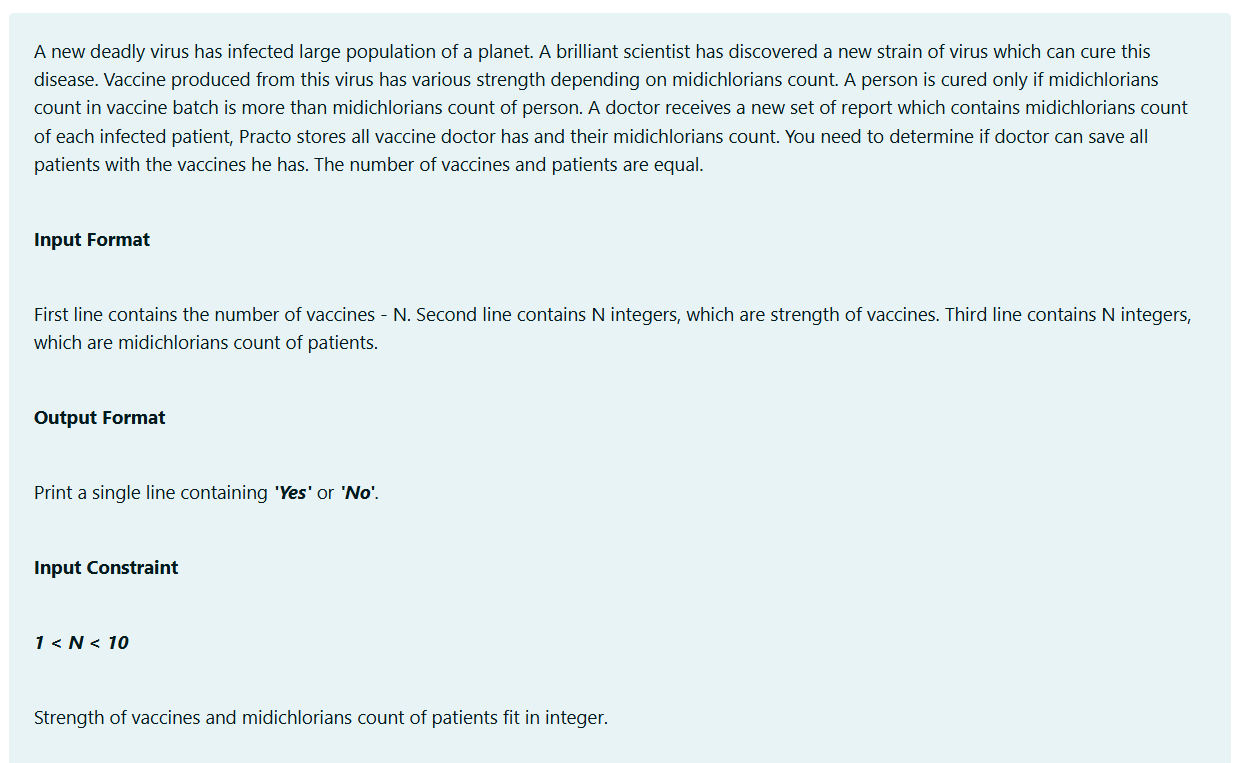 A new deadly virus has infected large population of a planet. A brilliant scientist has discovered a new strain of virus which can cure this
disease. Vaccine produced from this virus has various strength depending on midichlorians count. A person is cured only if midichlorians
count in vaccine batch is more than midichlorians count of person. A doctor receives a new set of report which contains midichlorians count
of each infected patient, Practo stores all vaccine doctor has and their midichlorians count. You need to determine if doctor can save all
patients with the vaccines he has. The number of vaccines and patients are equal.
Input Format
First line contains the number of vaccines - N. Second line contains N integers, which are strength of vaccines. Third line contains N integers,
which are midichlorians count of patients.
Output Format
Print a single line containing 'Yes' or 'No'.
Input Constraint
1 < N < 10
Strength of vaccines and midichlorians count of patients fit in integer.